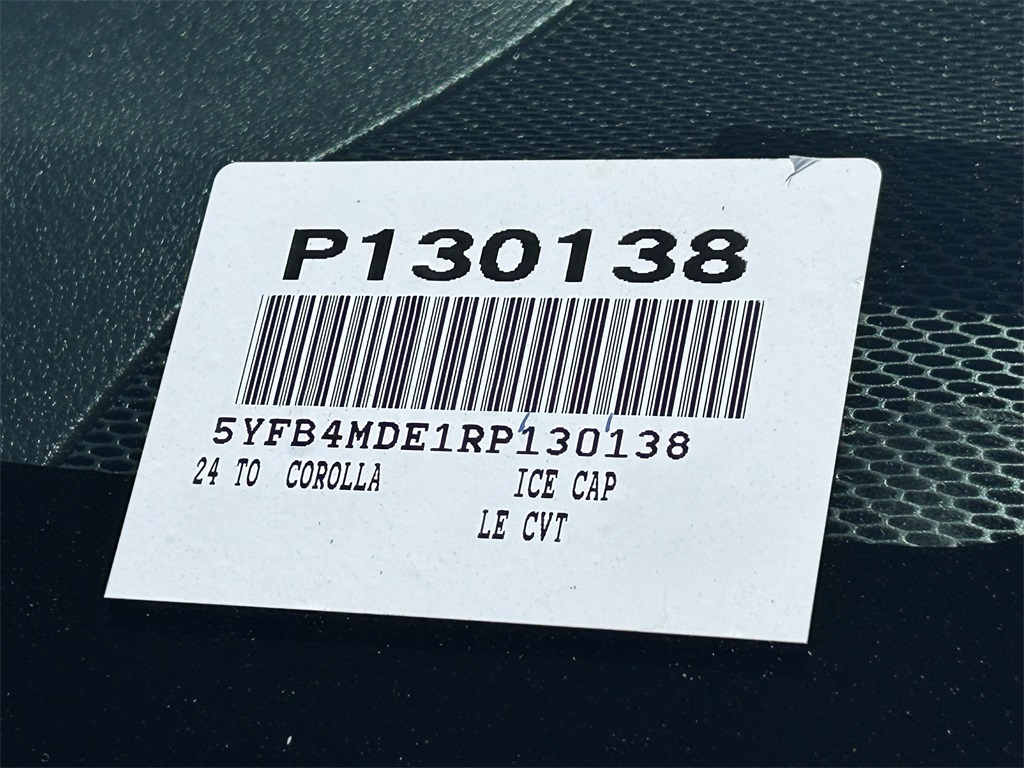 P130138
5YFB4MDE1RP130138
24 TO COROLLA ICE CAP
LE CVT